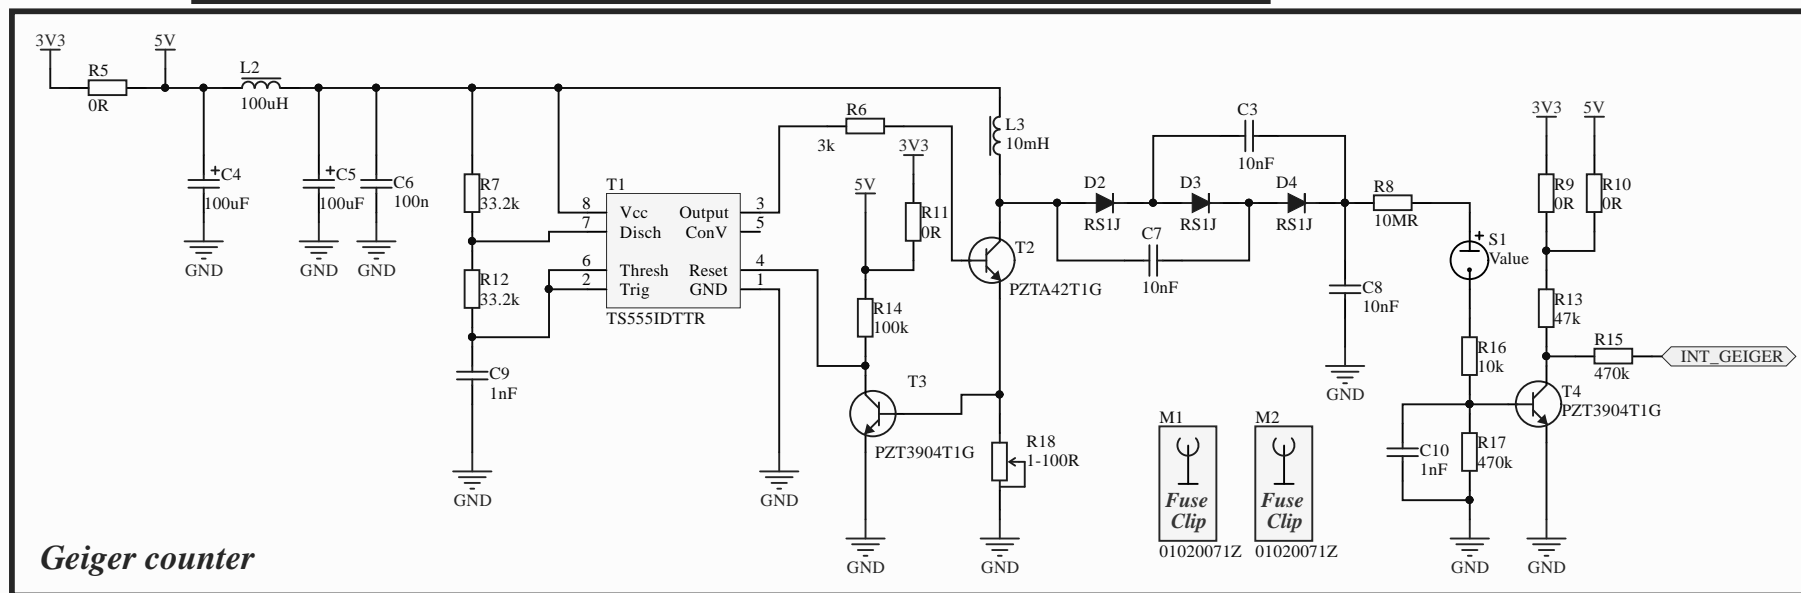 3V3
5V
R5
0R
L2
100uH
+
C4
100uF
GND
+
C5
100uF
GND
C6
100n
GND
R7
33.2k
R12
33.2k
C9
1nF
GND
T1
8 Vcc Output 3
7 Disch ConV 5
6 Thresh Reset 4
2 Trig GND 1
TS555IDTTR
GND
R6
3k
3V3
5V
R11
0R
R14
100k
T3
PZT3904T1G
GND
L3
10mH
T2
PZTA42T1G
R18
1-100R
GND
C3
10nF
D2
RS1J
D3
RS1J
D4
RS1J
C7
10nF
C8
10nF
GND
R8
10MR
+
S1
Value
R16
10k
C10
1nF
R17
470k
GND
3V3
5V
R9
0R
R10
0R
R13
47k
R15
470k
INT_GEIGER
T4
PZT3904T1G
GND
M1
Fuse
Clip
01020071Z
M2
Fuse
Clip
01020071Z
Geiger counter